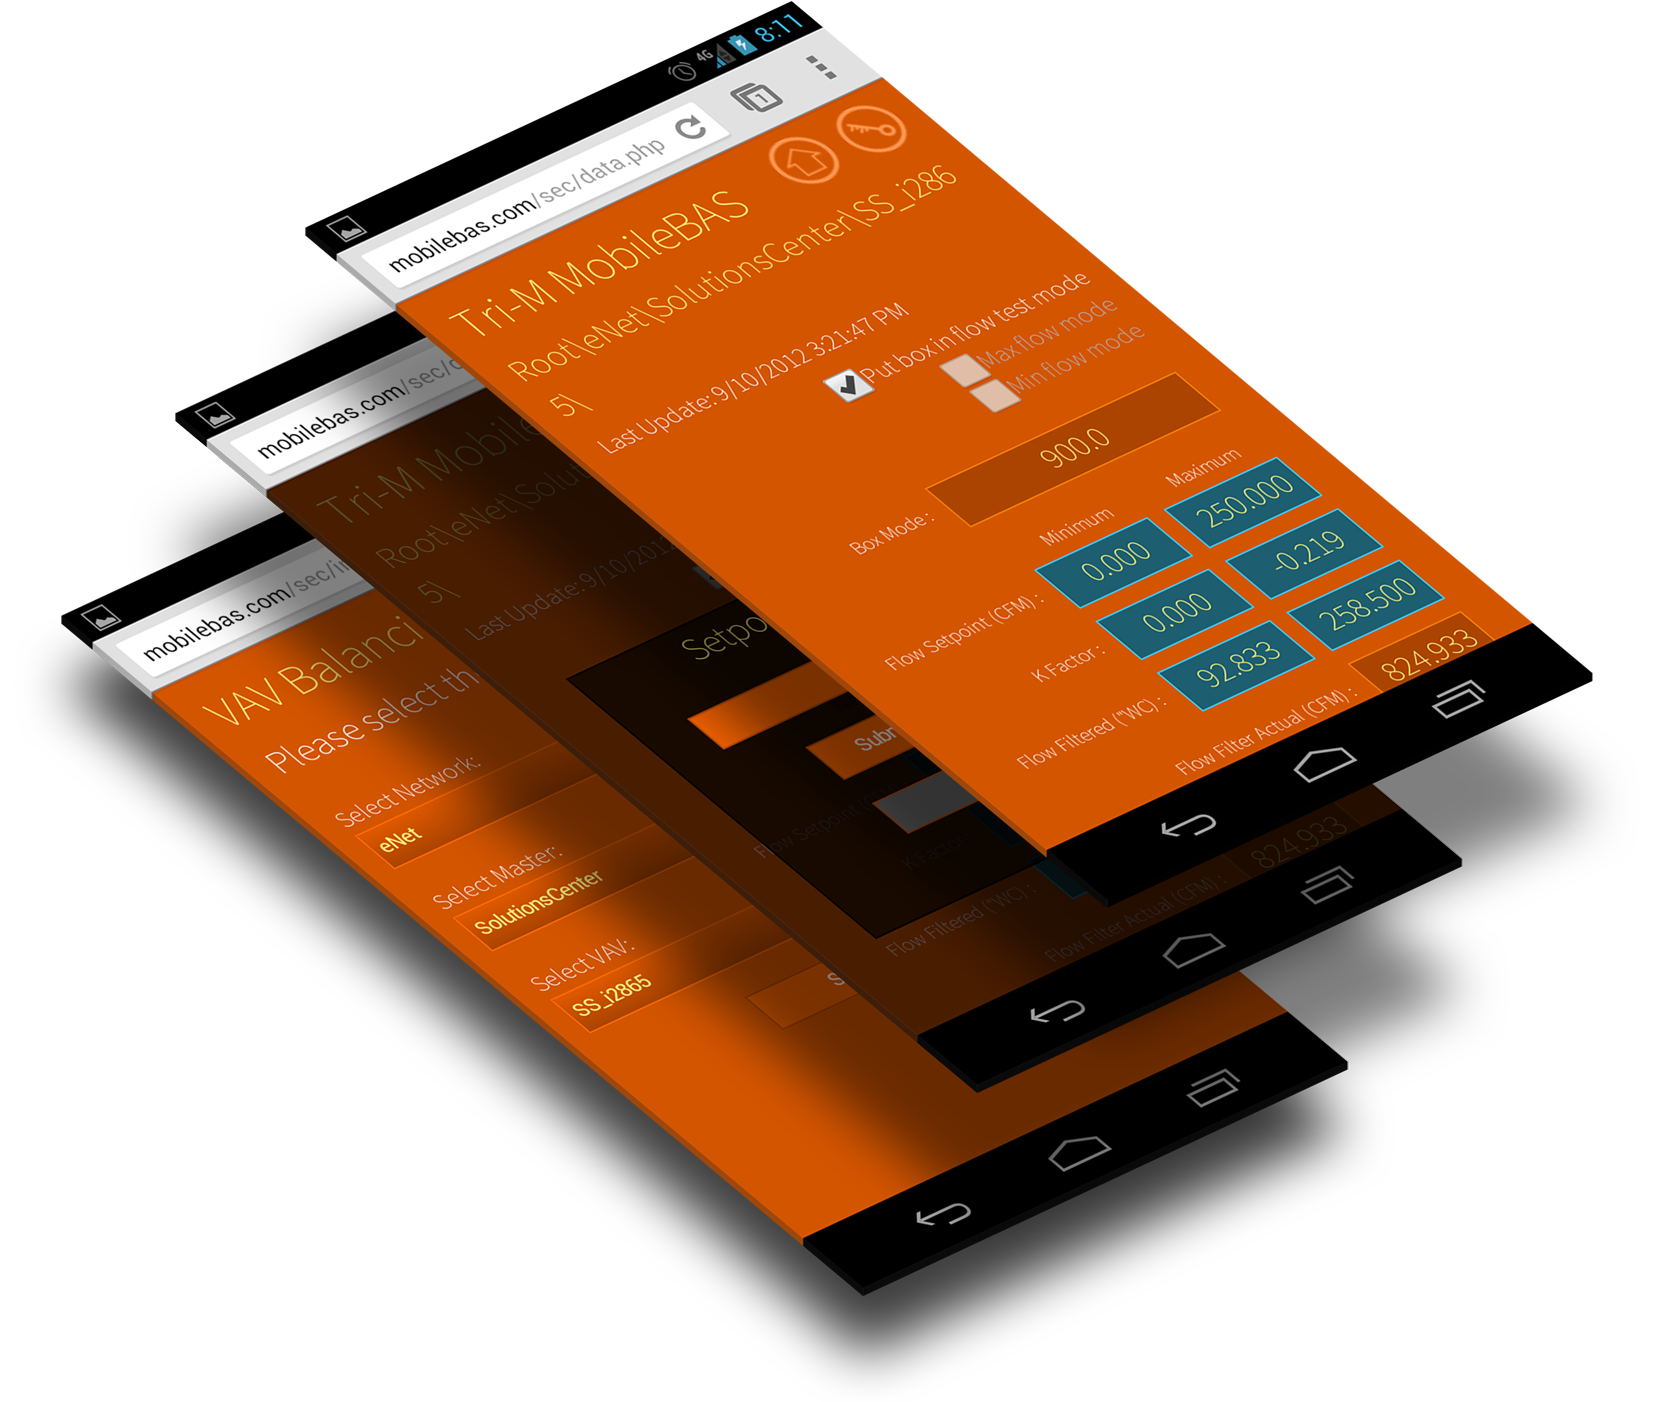 4G 8:11
1
mobilebas.com/sec/data.php
Tri-M MobileBAS
Root\eNet\SolutionsCenter\SS_i286
5\
Last Update: 9/10/2012 3:21:47 PM
Put box in flow test mode
Max flow mode
Min flow mode
Box Mode : 900.0
Minimum Maximum
Flow Setpoint (CFM) : 0.000 250.000
K Factor : 0.000 -0.219
Flow Filtered ("WC) : 92.833 258.500
Flow Filter Actual (CFM) : 824.933
mobilebas.com/sec/
Tri-M Mobile
Root\eNet\Solut
5\
Last Update: 9/10/201
Setpo
Sub
Flow Setpoint
K Factor
Flow Filtered ("WC) :
Flow Filter Actual (CFM) : 824.933
mobilebas.com/sec/i
VAV Balanci
Please select th
Select Network:
eNet
Select Master:
SolutionsCenter
Select VAV:
SS_i2865
S